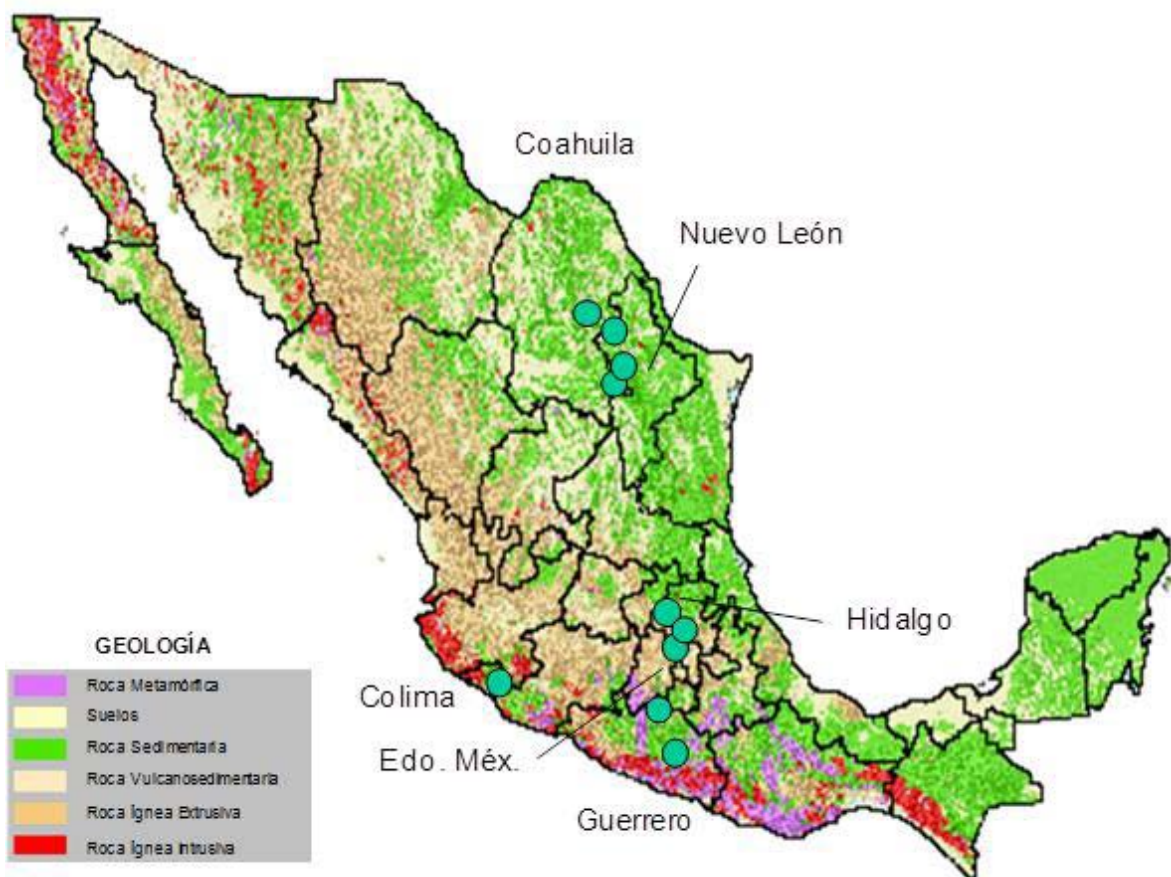 Coahuila
Nuevo León
Hidalgo
Colima
Edo. Méx.
Guerrero
GEOLOGÍA
Roca Metamórfica
Suelos
Roca Sedimentaria
Roca Vulcanosedimentaria
Roca Ígnea Extrusiva
Roca Ígnea Intrusiva